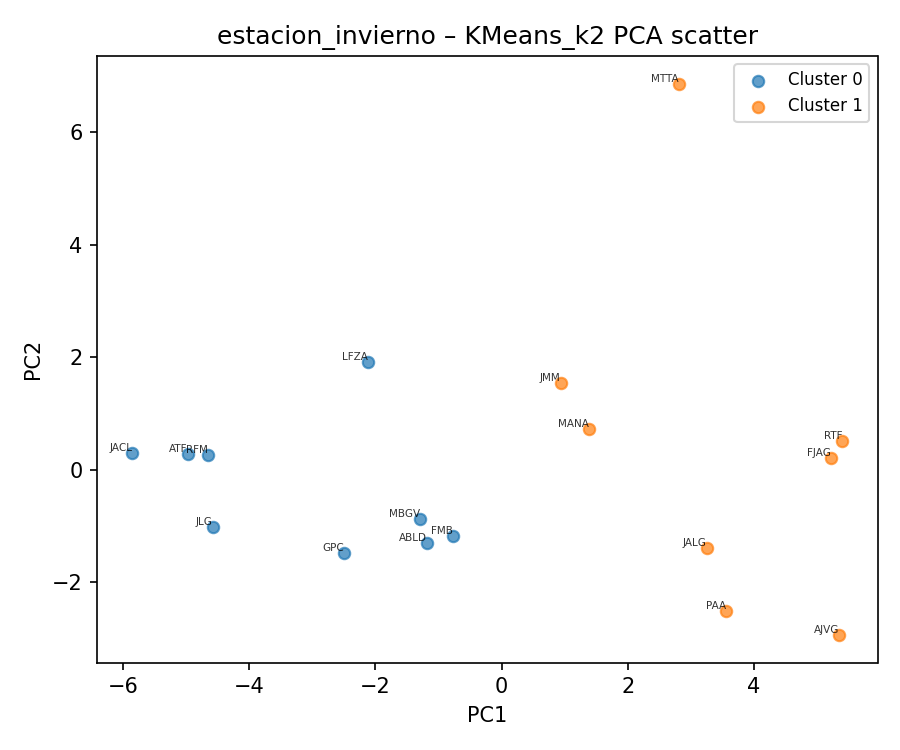 estacion_invierno – KMeans_k2 PCA scatter
Cluster 0
Cluster 1
MTTA
LFZA
JMM
MANA
RTF
FJAG
JACL
RFM
JLG
MBGV
FMB
ABLD
GPC
JALG
PAA
AJVG
PC2
6
4
2
0
−2
−6
−4
−2
0
2
4
PC1